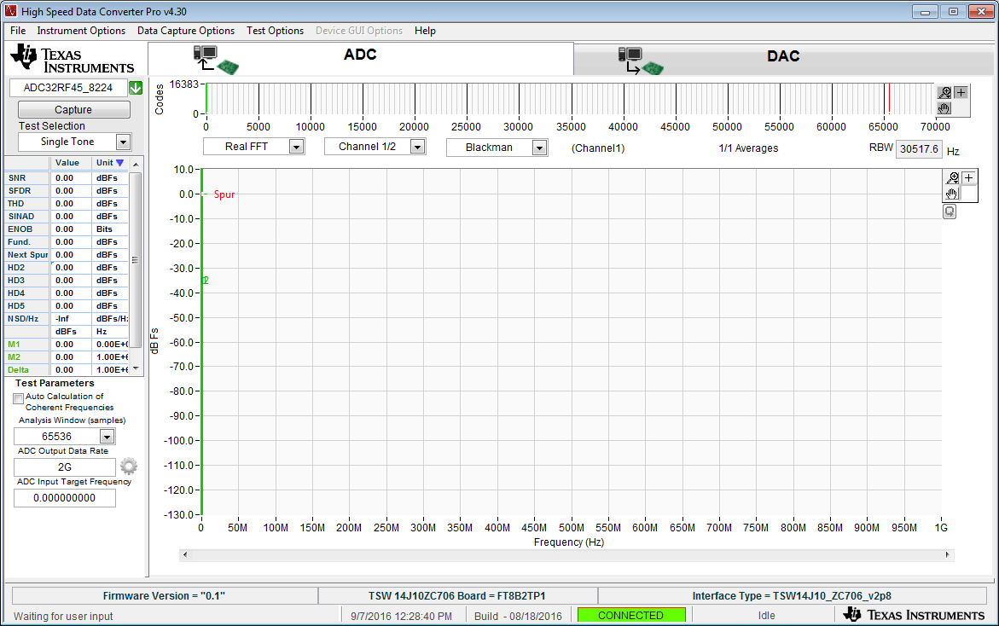 High Speed Data Converter Pro v4.30
File Instrument Options Data Capture Options Test Options Device GUI Options Help
TEXAS INSTRUMENTS
ADC
DAC
ADC32RF45_8224
Capture
Test Selection
Single Tone
Value Unit
SNR 0.00 dBFs
SFDR 0.00 dBFs
THD 0.00 dBFs
SINAD 0.00 dBFs
ENOB 0.00 Bits
Fund. 0.00 dBFs
Next Spur 0.00 dBFs
HD2 0.00 dBFs
HD3 0.00 dBFs
HD4 0.00 dBFs
HD5 0.00 dBFs
NSD/Hz -Inf dBFs/Hz
dBFs Hz
M1 0.00 0.00E+0
M2 0.00 1.00E+6
Delta 0.00 1.00E+6
Test Parameters
Auto Calculation of
Coherent Frequencies
Analysis Window (samples)
65536
ADC Output Data Rate
2G
ADC Input Target Frequency
0.000000000
Codes
16383
0
0 5000 10000 15000 20000 25000 30000 35000 40000 45000 50000 55000 60000 65000 70000
Real FFT Channel 1/2 Blackman (Channel1) 1/1 Averages RBW 30517.6 Hz
dBFs
10.0
0.0 Spur
-10.0
-20.0
-30.0
-40.0
-50.0
-60.0
-70.0
-80.0
-90.0
-100.0
-110.0
-120.0
-130.0
0 50M 100M 150M 200M 250M 300M 350M 400M 450M 500M 550M 600M 650M 700M 750M 800M 850M 900M 950M 1G
Frequency (Hz)
Firmware Version = "0.1" TSW 14J10ZC706 Board = FT8B2TP1 Interface Type = TSW14J10_ZC706_v2p8
Waiting for user input 9/7/2016 12:28:40 PM Build - 08/18/2016 CONNECTED Idle TEXAS INSTRUMENTS